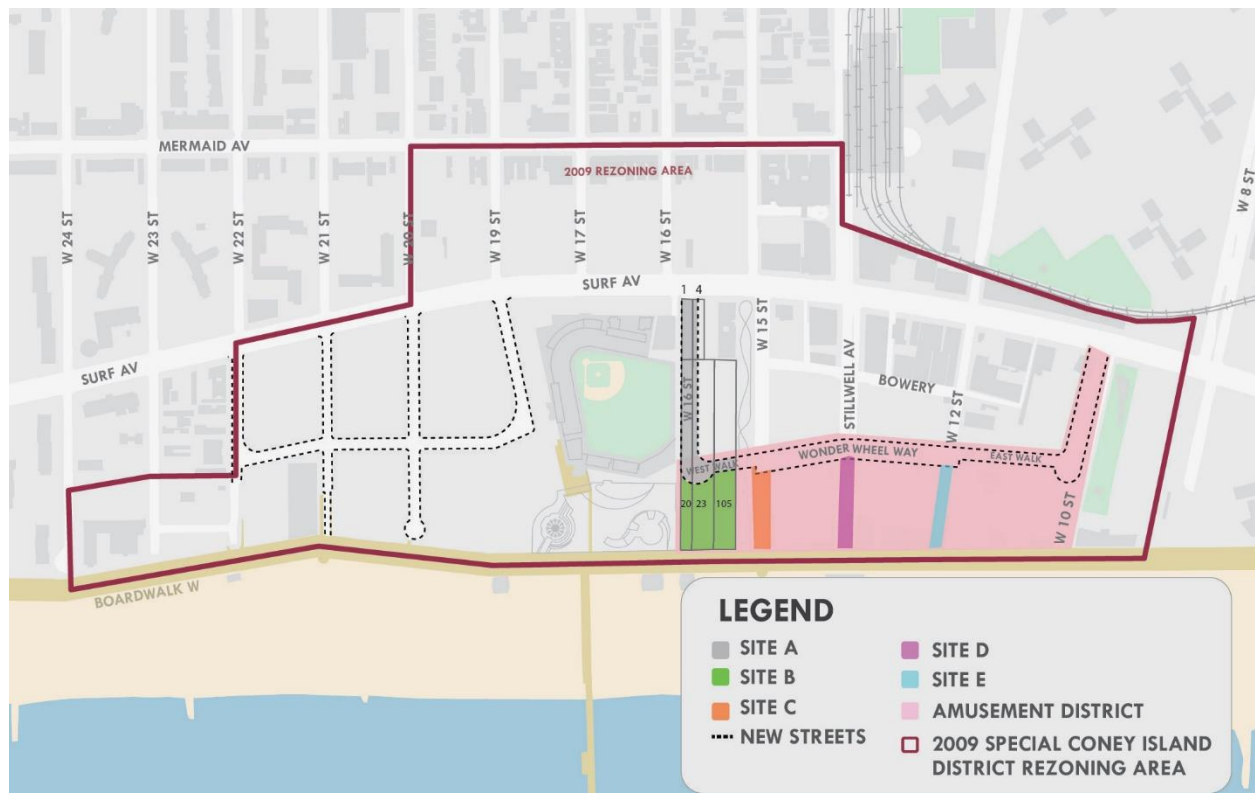 MERMAID AV
2009 REZONING AREA
W 24 ST
W 23 ST
W 22 ST
W 21 ST
W 20 ST
W 19 ST
W 17 ST
W 16 ST
W 8 ST
SURF AV
1 4
W 15 ST
STILLWELL AV
BOWERY
W 12 ST
SURF AV
W 16 ST
WEST WALK
WONDER WHEEL WAY
EAST WALK
20 23 105
W 10 ST
BOARDWALK W
LEGEND
SITE A
SITE B
SITE C
NEW STREETS
SITE D
SITE E
AMUSEMENT DISTRICT
2009 SPECIAL CONEY ISLAND
DISTRICT REZONING AREA